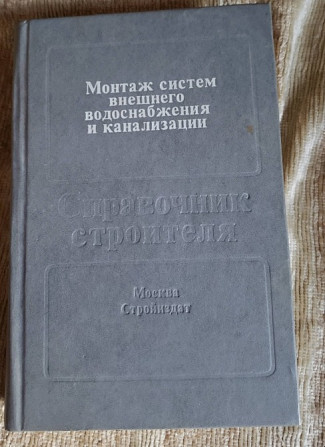 Монтаж систем
внешнего
водоснабжения
и канализации
Справочник
строителя
Москва
Стройиздат